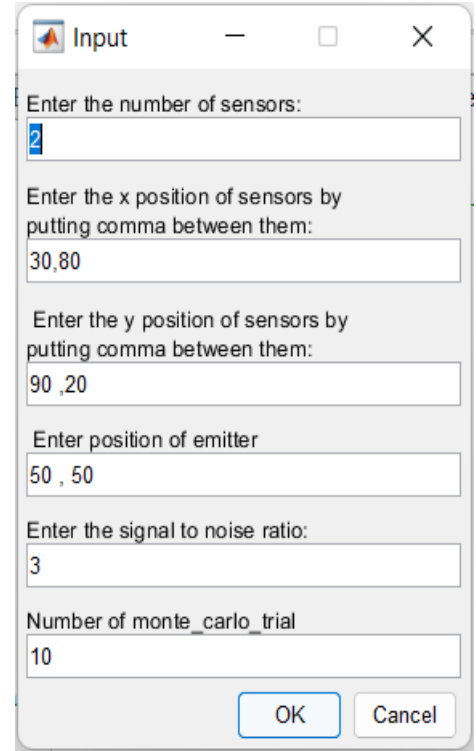 Input
Enter the number of sensors:
2
Enter the x position of sensors by
putting comma between them:
30,80
Enter the y position of sensors by
putting comma between them:
90 ,20
Enter position of emitter
50 , 50
Enter the signal to noise ratio:
3
Number of monte_carlo_trial
10
OK Cancel